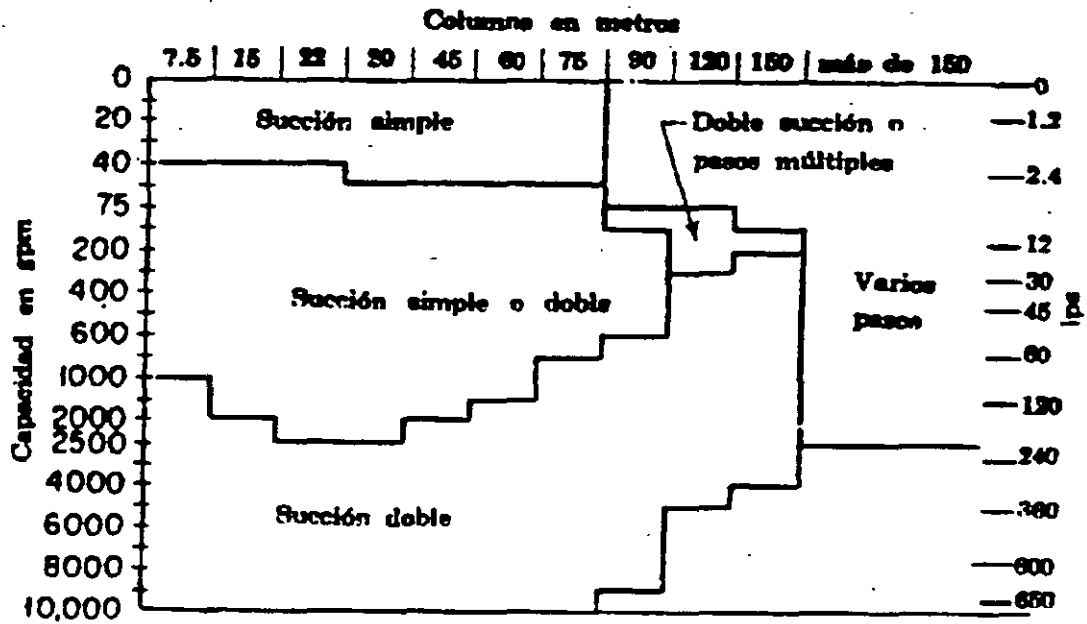 Columna en metros
7.5 | 15 | 22 | 30 | 45 | 60 | 75 | 90 | 120 | 150 | más de 150
Capacidad en gpm
0
20
40
75
200
400
600
1000
2000
2500
4000
6000
8000
10,000
Succión simple
Doble succión o
pasos múltiples
Succión simple o doble
Varios
pasos
Succión doble
0
1.2
2.4
12
30
45
60
120
240
360
600
650
lps